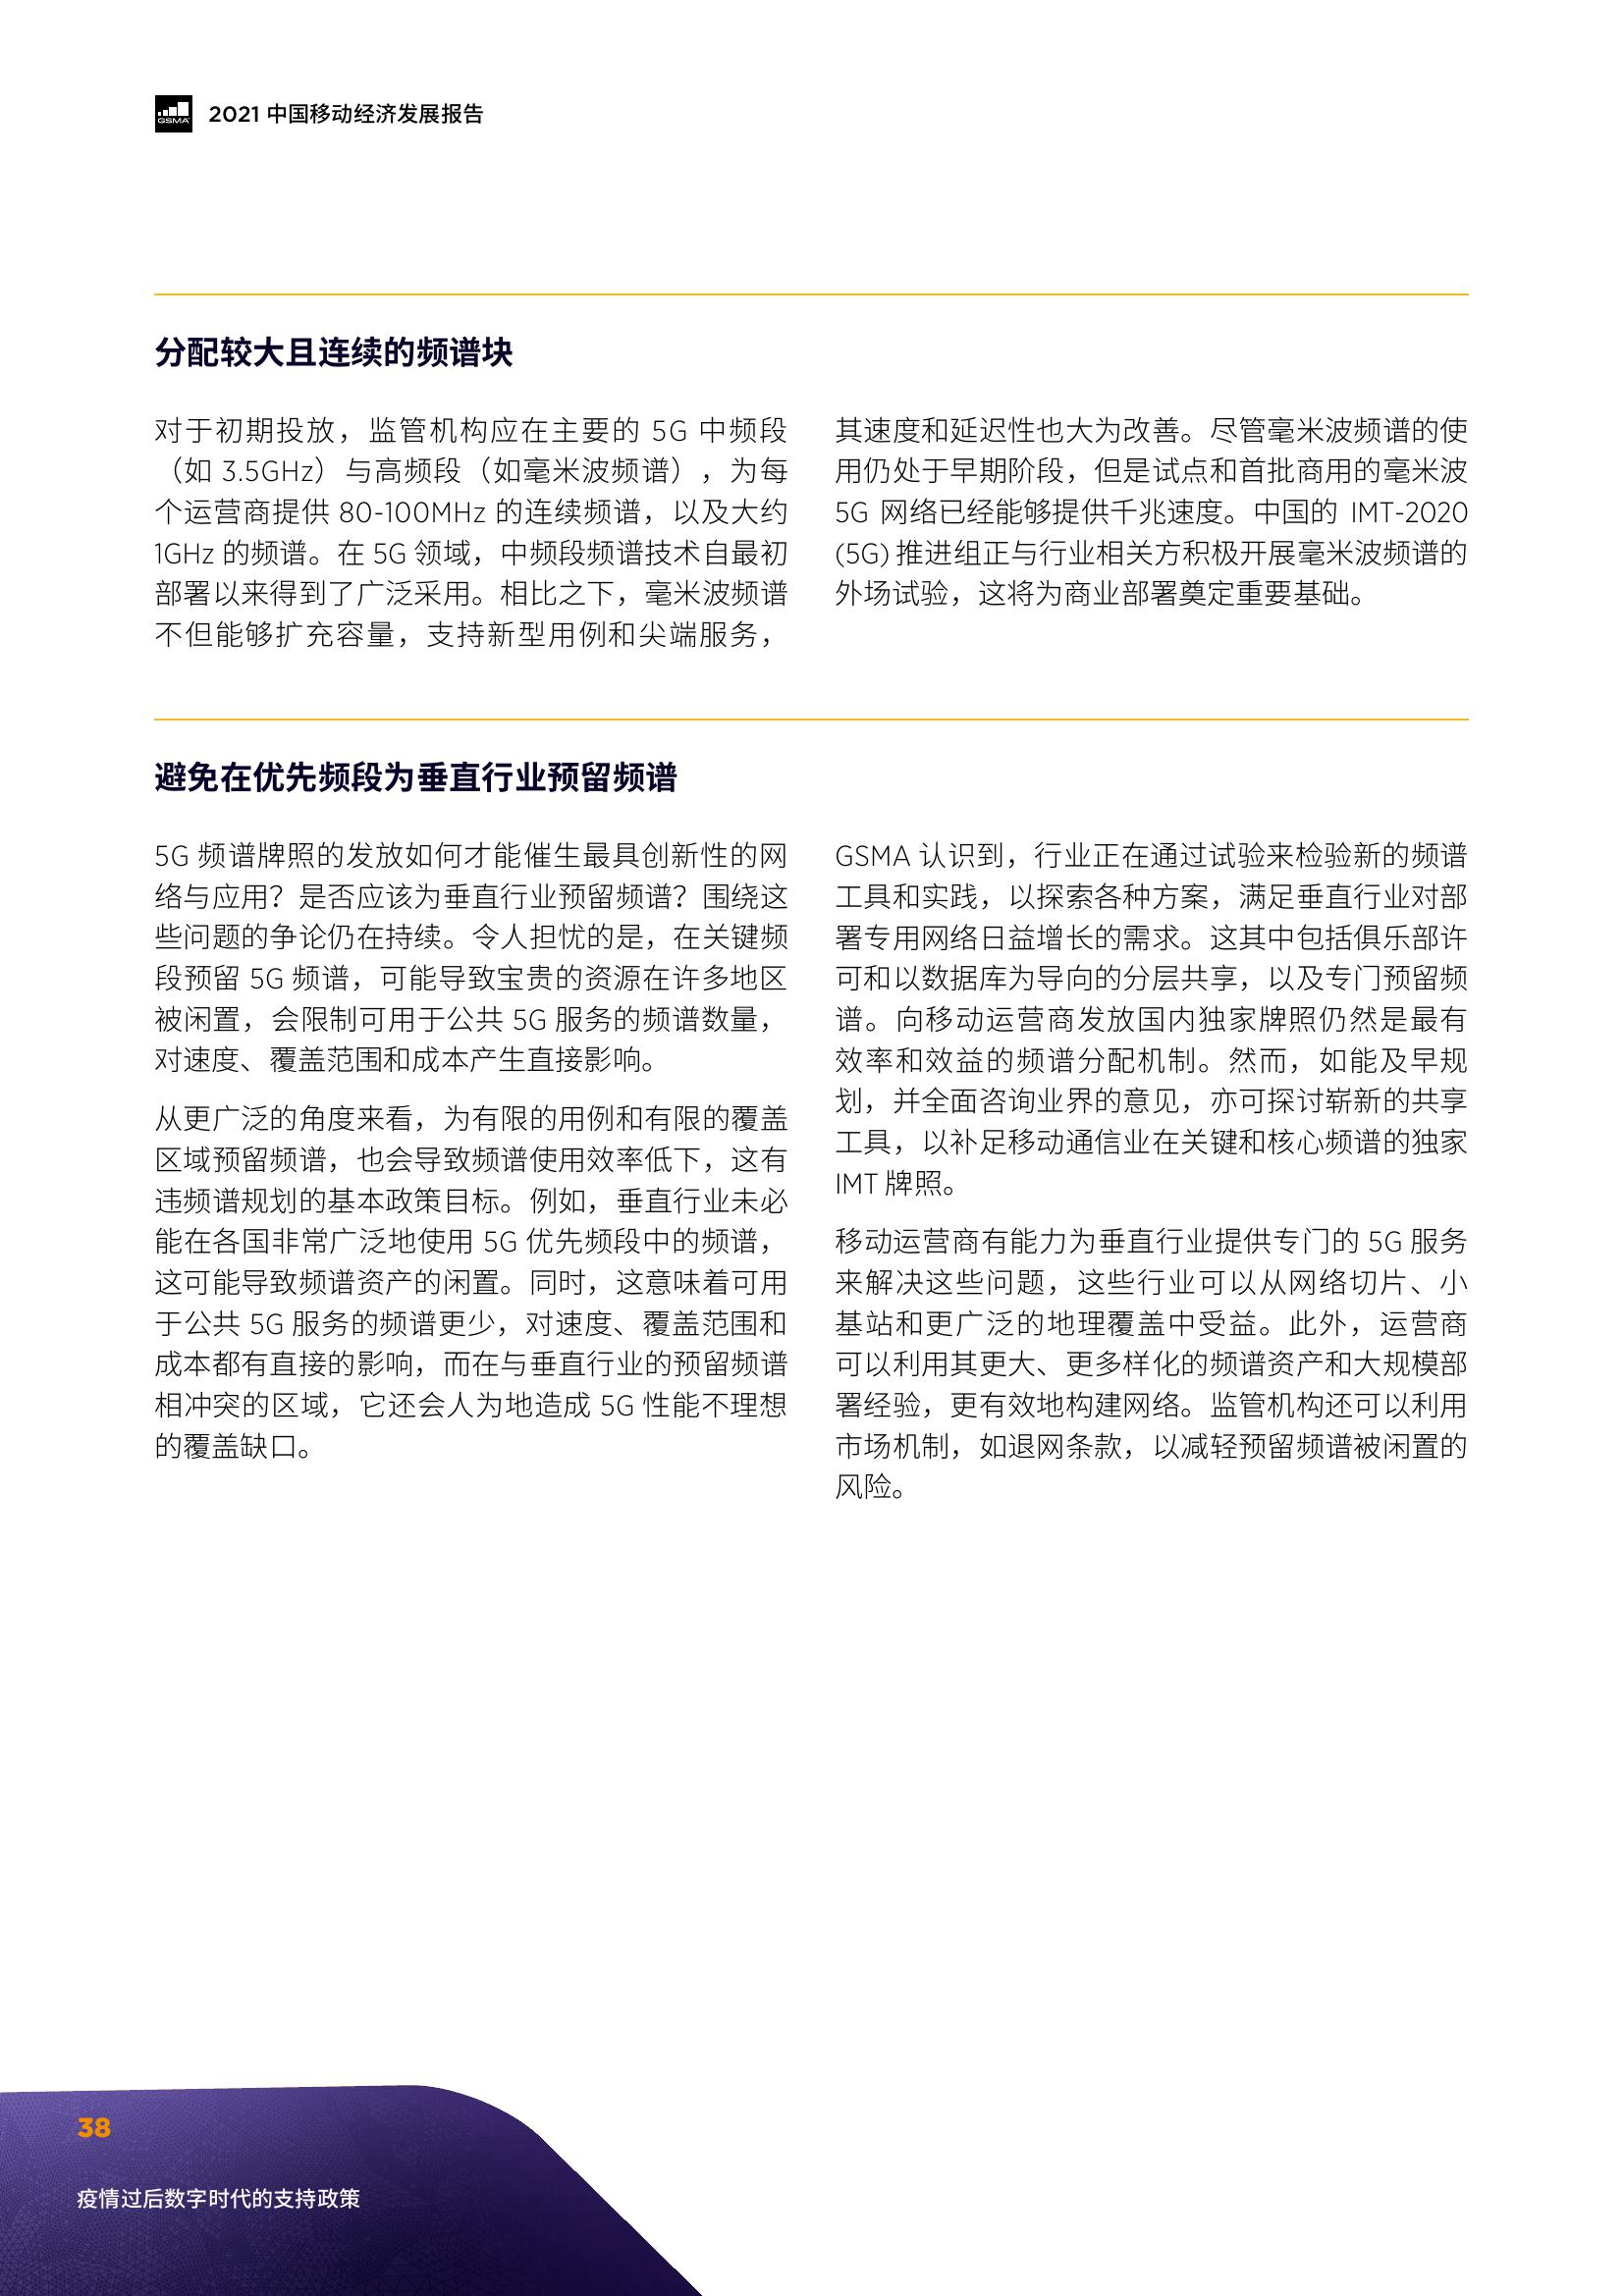 GSMA
2021 中国移动经济发展报告
分配较大且连续的频谱块
对于初期投放，监管机构应在主要的 5G 中频段
（如 3.5GHz）与高频段（如毫米波频谱），为每
个运营商提供 80-100MHz 的连续频谱，以及大约
1GHz 的频谱。在 5G 领域，中频段频谱技术自最初
部署以来得到了广泛采用。相比之下，毫米波频谱
不但能够扩充容量，支持新型用例和尖端服务，
其速度和延迟性也大为改善。尽管毫米波频谱的使
用仍处于早期阶段，但是试点和首批商用的毫米波
5G 网络已经能够提供千兆速度。中国的 IMT-2020
(5G) 推进组正与行业相关方积极开展毫米波频谱的
外场试验，这将为商业部署奠定重要基础。
避免在优先频段为垂直行业预留频谱
5G 频谱牌照的发放如何才能催生最具创新性的网
络与应用？是否应该为垂直行业预留频谱？围绕这
些问题的争论仍在持续。令人担忧的是，在关键频
段预留 5G 频谱，可能导致宝贵的资源在许多地区
被闲置，会限制可用于公共 5G 服务的频谱数量，
对速度、覆盖范围和成本产生直接影响。
从更广泛的角度来看，为有限的用例和有限的覆盖
区域预留频谱，也会导致频谱使用效率低下，这有
违频谱规划的基本政策目标。例如，垂直行业未必
能在各国非常广泛地使用 5G 优先频段中的频谱，
这可能导致频谱资产的闲置。同时，这意味着可用
于公共 5G 服务的频谱更少，对速度、覆盖范围和
成本都有直接的影响，而在与垂直行业的预留频谱
相冲突的区域，它还会人为地造成 5G 性能不理想
的覆盖缺口。
GSMA 认识到，行业正在通过试验来检验新的频谱
工具和实践，以探索各种方案，满足垂直行业对部
署专用网络日益增长的需求。这其中包括俱乐部许
可和以数据库为导向的分层共享，以及专门预留频
谱。向移动运营商发放国内独家牌照仍然是最有
效率和效益的频谱分配机制。然而，如能及早规
划，并全面咨询业界的意见，亦可探讨崭新的共享
工具，以补足移动通信业在关键和核心频谱的独家
IMT 牌照。
移动运营商有能力为垂直行业提供专门的 5G 服务
来解决这些问题，这些行业可以从网络切片、小
基站和更广泛的地理覆盖中受益。此外，运营商
可以利用其更大、更多样化的频谱资产和大规模部
署经验，更有效地构建网络。监管机构还可以利用
市场机制，如退网条款，以减轻预留频谱被闲置的
风险。
38
疫情过后数字时代的支持政策